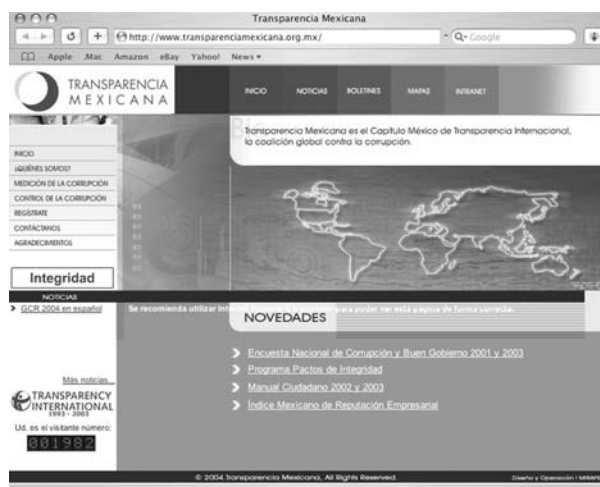 Transparencia Mexicana
http://www.transparenciamexicana.org.mx/
Google
Apple .Mac Amazon eBay Yahoo! News
TRANSPARENCIA
MEXICANA
INICIO NOTICIAS BOLETINES MAPAS INTRANET
Transparencia Mexicana es el Capítulo México de Transparencia Internacional,
la coalición global contra la corrupción.
INICIO
¿QUIÉNES SOMOS?
MEDICIÓN DE LA CORRUPCIÓN
CONTROL DE LA CORRUPCIÓN
REGÍSTRATE
CONTÁCTANOS
AGRADECIMIENTOS
Integridad
NOTICIAS
GCR 2004 en español
Se recomienda utilizar para poder ver esta página de forma correcta.
NOVEDADES
Encuesta Nacional de Corrupción y Buen Gobierno 2001 y 2003
Programa Pactos de Integridad
Manual Ciudadano 2002 y 2003
Índice Mexicano de Reputación Empresarial
Más noticias...
TRANSPARENCY
INTERNATIONAL
1993 - 2003
Ud. es el visitante número:
001982
© 2004 Transparencia Mexicana, All Rights Reserved.
Diseño y Operación |